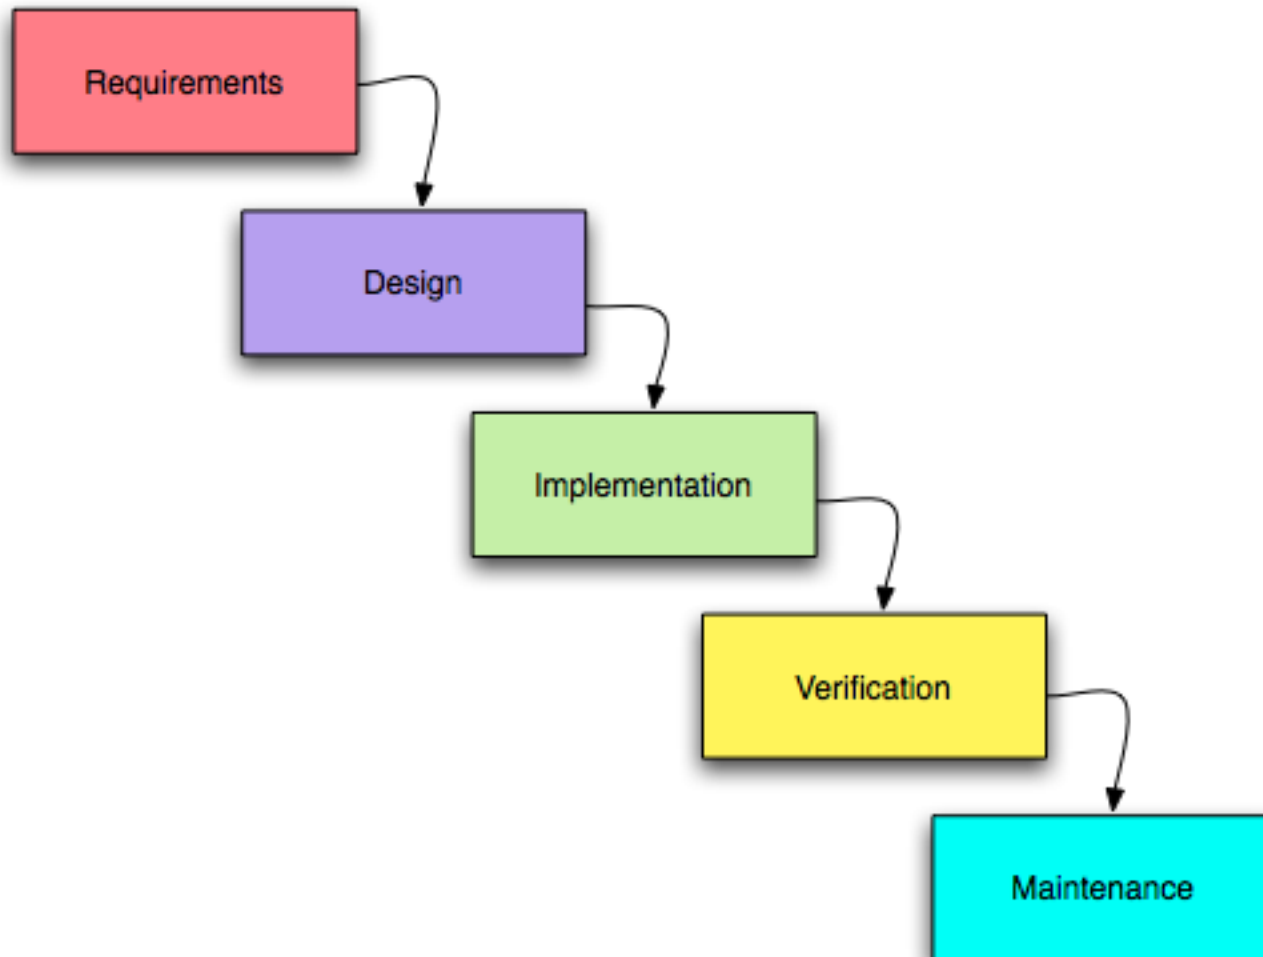 Requirements
Design
Implementation
Verification
Maintenance